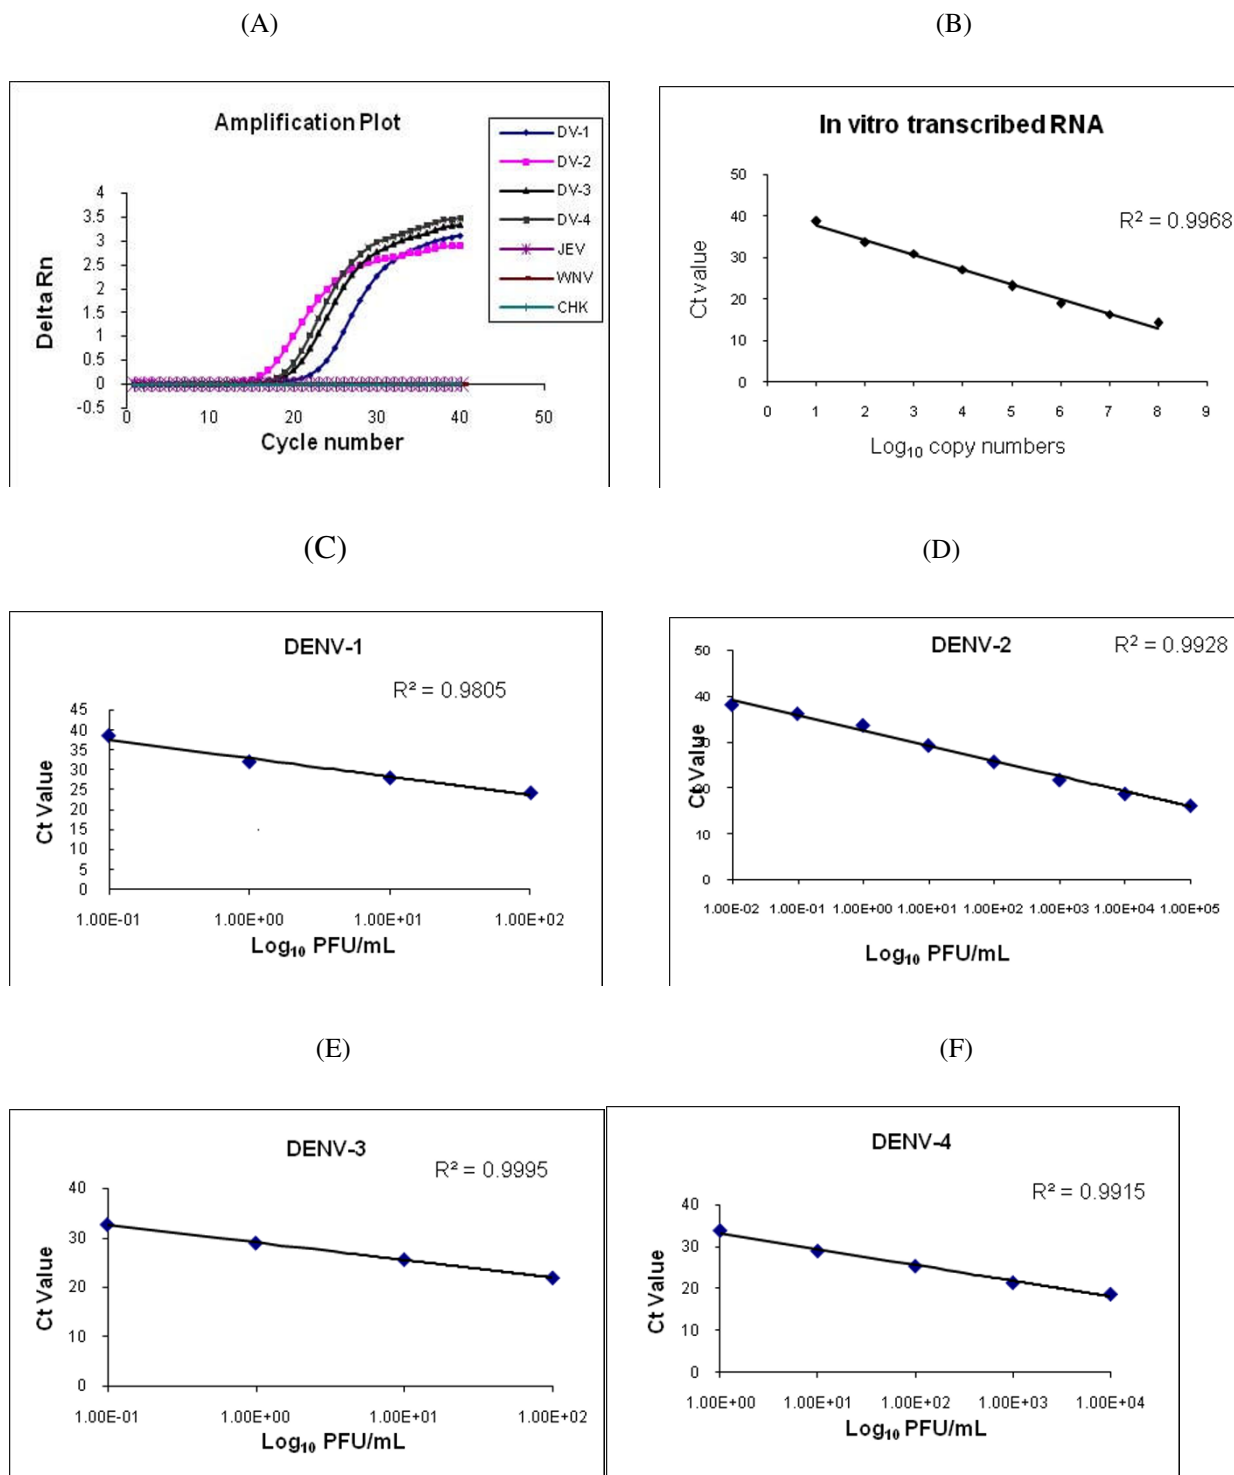 (A)
(B)
Amplification Plot
DV-1
DV-2
DV-3
DV-4
JEV
WNV
CHK
4
3.5
3
2.5
2
1.5
1
0.5
0
-0.5
Delta Rn
0 10 20 30 40 50
Cycle number
In vitro transcribed RNA
R² = 0.9968
50
40
30
20
10
0
Ct value
0 1 2 3 4 5 6 7 8 9
Log₁₀ copy numbers
(C)
(D)
DENV-1
R² = 0.9805
45
40
35
30
25
20
15
10
5
0
Ct Value
1.00E-01 1.00E+00 1.00E+01 1.00E+02
Log₁₀ PFU/mL
DENV-2
R² = 0.9928
50
40
30
20
10
0
Ct Value
1.00E-02 1.00E-01 1.00E+00 1.00E+01 1.00E+02 1.00E+03 1.00E+04 1.00E+05
Log₁₀ PFU/mL
(E)
(F)
DENV-3
R² = 0.9995
40
30
20
10
0
Ct Value
1.00E-01 1.00E+00 1.00E+01 1.00E+02
Log₁₀ PFU/mL
DENV-4
R² = 0.9915
40
30
20
10
0
Ct Value
1.00E+00 1.00E+01 1.00E+02 1.00E+03 1.00E+04
Log₁₀ PFU/mL